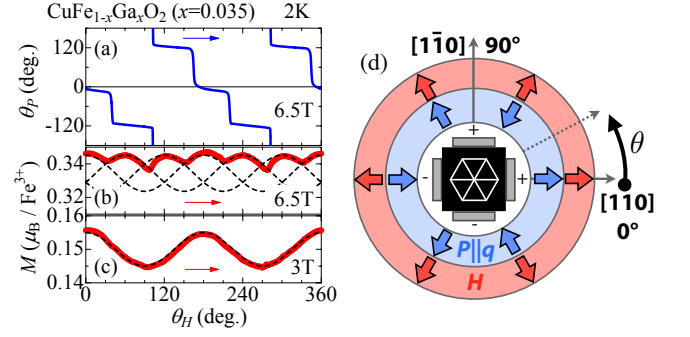 CuFe1-xGaxO2 (x=0.035) 2K
180
120
0
-120
θP (deg.)
(a)
6.5T
0.34
0.32
(b)
6.5T
0.16
0.15
0.14
M (μB / Fe3+)
(c)
3T
0 120 240 360
θH (deg.)
(d)
[11̄0] 90°
+
-
+
-
θ
[110]
0°
P||q
H